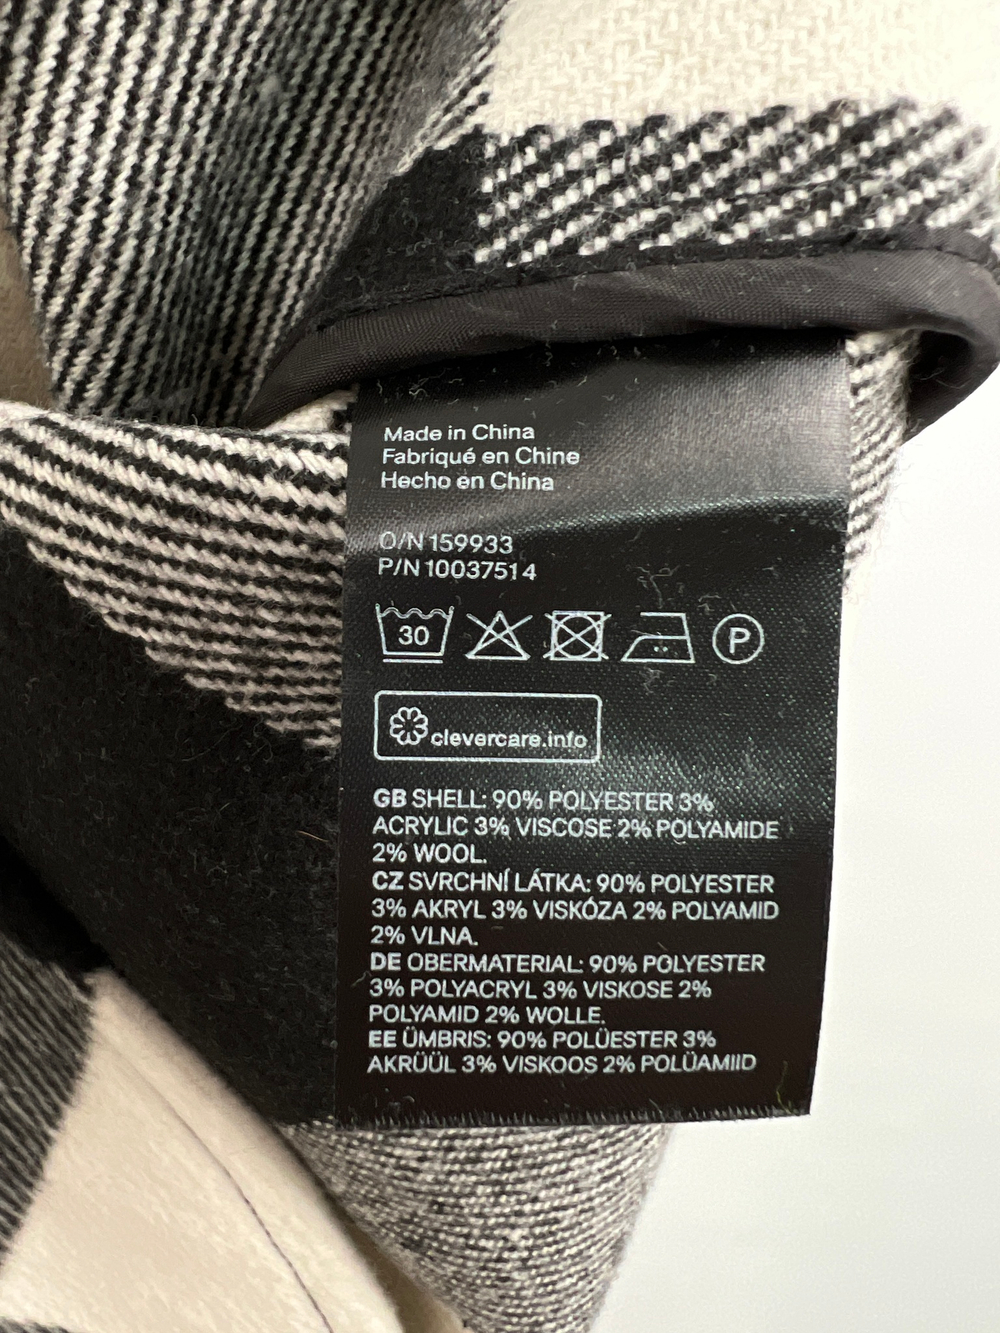 Made in China
Fabriqué en Chine
Hecho en China
O/N 159933
P/N 10037514
30
P
clevercare.info
GB SHELL: 90% POLYESTER 3%
ACRYLIC 3% VISCOSE 2% POLYAMIDE
2% WOOL.
CZ SVRCHNÍ LÁTKA: 90% POLYESTER
3% AKRYL 3% VISKÓZA 2% POLYAMID
2% VLNA.
DE OBERMATERIAL: 90% POLYESTER
3% POLYACRYL 3% VISKOSE 2%
POLYAMID 2% WOLLE.
EE ÜMBRIS: 90% POLÜESTER 3%
AKRÜÜL 3% VISKOOS 2% POLÜAMIID